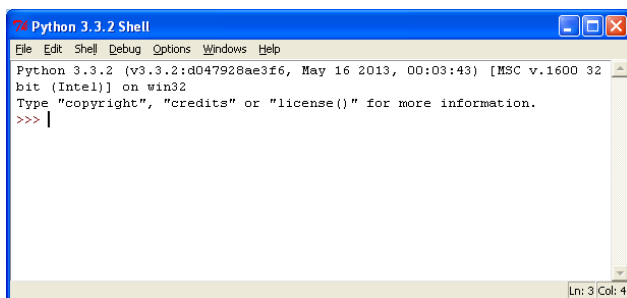 Python 3.3.2 Shell
File Edit Shell Debug Options Windows Help
Python 3.3.2 (v3.3.2:d047928ae3f6, May 16 2013, 00:03:43) [MSC v.1600 32
bit (Intel)] on win32
Type "copyright", "credits" or "license()" for more information.
>>>
Ln: 3 Col: 4